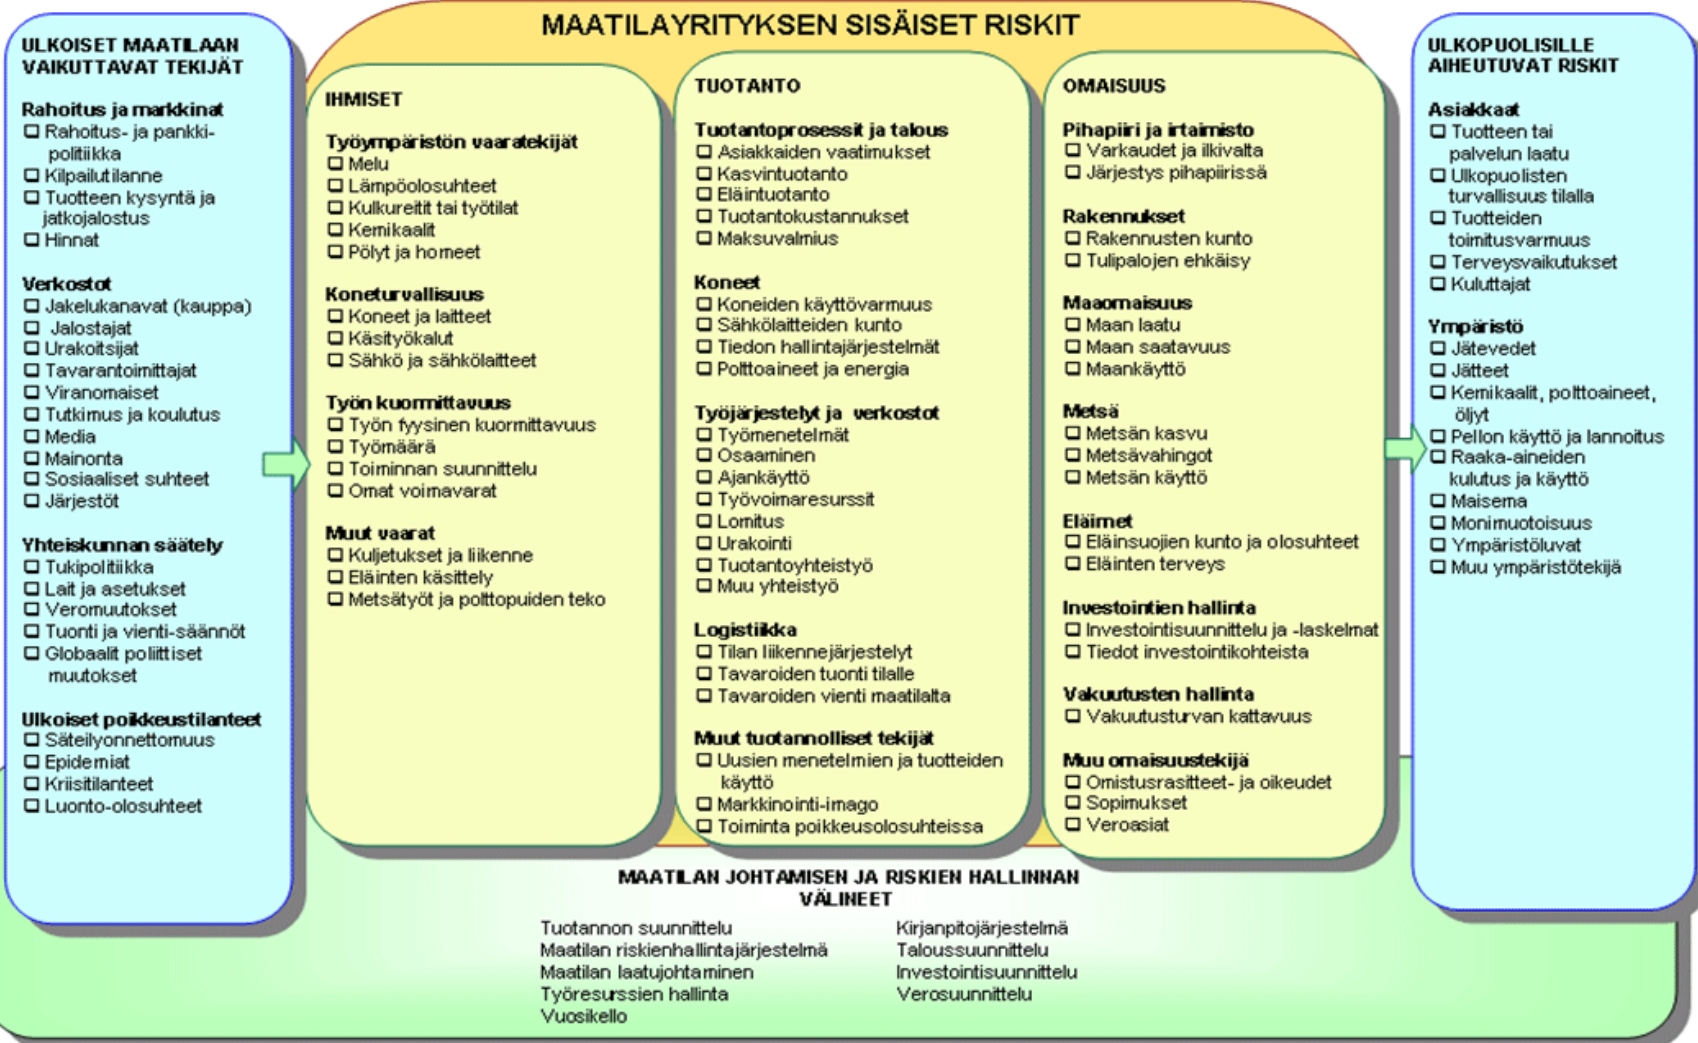 MAATILAYRITYKSEN SISÄISET RISKIT
ULKOISET MAATILAAN
VAIKUTTAVAT TEKIJÄT
Rahoitus ja markkinat
❑ Rahoitus- ja pankki-
politiikka
❑ Kilpailutilanne
❑ Tuotteen kysyntä ja
jatkojalostus
❑ Hinnat
Verkostot
❑ Jakelukanavat (kauppa)
❑ Jalostajat
❑ Urakoitsijat
❑ Tavarantoimittajat
❑ Viranomaiset
❑ Tutkimus ja koulutus
❑ Media
❑ Mainonta
❑ Sosiaaliset suhteet
❑ Järjestöt
Yhteiskunnan säätely
❑ Tukipolitiikka
❑ Lait ja asetukset
❑ Veromuutokset
❑ Tuonti ja vienti-säännöt
❑ Globaalit poliittiset
muutokset
Ulkoiset poikkeustilanteet
❑ Säteilyonnettomuus
❑ Epidemiat
❑ Kriisitilanteet
❑ Luonto-olosuhteet
IHMISET
Työympäristön vaaratekijät
❑ Melu
❑ Lämpöolosuhteet
❑ Kulkureitit tai työtilat
❑ Kemikaalit
❑ Pölyt ja homeet
Koneturvallisuus
❑ Koneet ja laitteet
❑ Käsityökalut
❑ Sähkö ja sähkölaitteet
Työn kuormittavuus
❑ Työn fyysinen kuormittavuus
❑ Työmäärä
❑ Toiminnan suunnittelu
❑ Omat voimavarat
Muut vaarat
❑ Kuljetukset ja liikenne
❑ Eläinten käsittely
❑ Metsätyöt ja polttopuiden teko
TUOTANTO
Tuotantoprosessit ja talous
❑ Asiakkaiden vaatimukset
❑ Kasvintuotanto
❑ Eläintuotanto
❑ Tuotantokustannukset
❑ Maksuvalmius
Koneet
❑ Koneiden käyttövarmuus
❑ Sähkölaitteiden kunto
❑ Tiedon hallintajärjestelmät
❑ Polttoaineet ja energia
Työjärjestelyt ja verkostot
❑ Työmenetelmät
❑ Osaaminen
❑ Ajankäyttö
❑ Työvoimaresurssit
❑ Lomitus
❑ Urakointi
❑ Tuotantoyhteistyö
❑ Muu yhteistyö
Logistiikka
❑ Tilan liikennejärjestelyt
❑ Tavaroiden tuonti tilalle
❑ Tavaroiden vienti maatilalta
Muut tuotannolliset tekijät
❑ Uusien menetelmien ja tuotteiden
käyttö
❑ Markkinointi-imago
❑ Toiminta poikkeusolosuhteissa
OMAISUUS
Pihapiiri ja irtaimisto
❑ Varkaudet ja ilkivalta
❑ Järjestys pihapiirissä
Rakennukset
❑ Rakennusten kunto
❑ Tulipalojen ehkäisy
Maaomaisuus
❑ Maan laatu
❑ Maan saatavuus
❑ Maankäyttö
Metsä
❑ Metsän kasvu
❑ Metsävahingot
❑ Metsän käyttö
Eläimet
❑ Eläinsuojien kunto ja olosuhteet
❑ Eläinten terveys
Investointien hallinta
❑ Investointisuunnittelu ja -laskelmat
❑ Tiedot investointikohteista
Vakuutusten hallinta
❑ Vakuutusturvan kattavuus
Muu omaisuustekijä
❑ Omistusrasitteet- ja oikeudet
❑ Sopimukset
❑ Veroasiat
ULKOPUOLISILLE
AIHEUTUVAT RISKIT
Asiakkaat
❑ Tuotteen tai
palvelun laatu
❑ Ulkopuolisten
turvallisuus tilalla
❑ Tuotteiden
toimitusvarmuus
❑ Terveysvaikutukset
❑ Kuluttajat
Ympäristö
❑ Jätevedet
❑ Jätteet
❑ Kemikaalit, polttoaineet,
öljyt
❑ Pellon käyttö ja lannoitus
❑ Raaka-aineiden
kulutus ja käyttö
❑ Maisema
❑ Monimuotoisuus
❑ Ympäristöluvat
❑ Muu ympäristötekijä
MAATILAN JOHTAMISEN JA RISKIEN HALLINNAN
VÄLINEET
Tuotannon suunnittelu
Maatilan riskienhallintajärjestelmä
Maatilan laatujohtaminen
Työresurssien hallinta
Vuosikello
Kirjanpitojärjestelmä
Taloussuunnittelu
Investointisuunnittelu
Verosuunnittelu